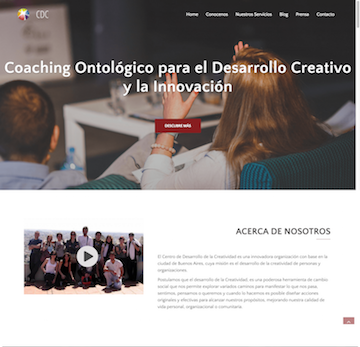 CDC
Home Conocenos Nuestros Servicios Blog Prensa Contacto
Coaching Ontológico para el Desarrollo Creativo
y la Innovación
DESCUBRE MÁS
ACERCA DE NOSOTROS
El Centro de Desarrollo de la Creatividad es una innovadora organización con base en la
ciudad de Buenos Aires, cuya misión es el desarrollo de la creatividad de personas y
organizaciones.
Postulamos que el desarrollo de la Creatividad, es una poderosa herramienta de cambio
social que nos permite explorar variados caminos para manifestar lo que nos pasa,
sentimos, pensamos o queremos y cuando lo hacemos es posible diseñar acciones
originales y efectivas para alcanzar nuestros propósitos, mejorando nuestra calidad de
vida personal, organizacional o comunitaria.